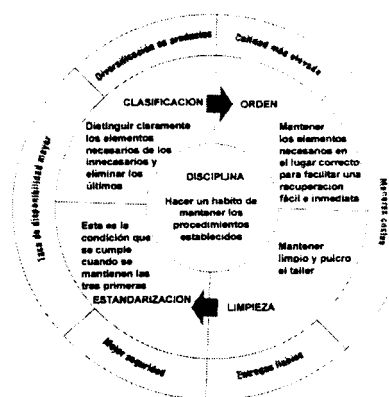 Diversificación de productos
Calidad más elevada
Tasa de disponibilidad mayor
Menores costos
CLASIFICACION
ORDEN
Distinguir claramente
los elementos
necesarios de los
innecesarios y
eliminar los
últimos
Mantener
los elementos
necesarios en
el lugar correcto
para facilitar una
recuperacion
fácil e inmediata
DISCIPLINA
Hacer un habito de
mantener los
procedimientos
establecidos
Esta es la
condición que
se cumple
cuando se
mantienen las
tres primeras
Mantener
limpio y pulcro
el taller
ESTANDARIZACION
LIMPIEZA
Mejor seguridad
Entregas fiables